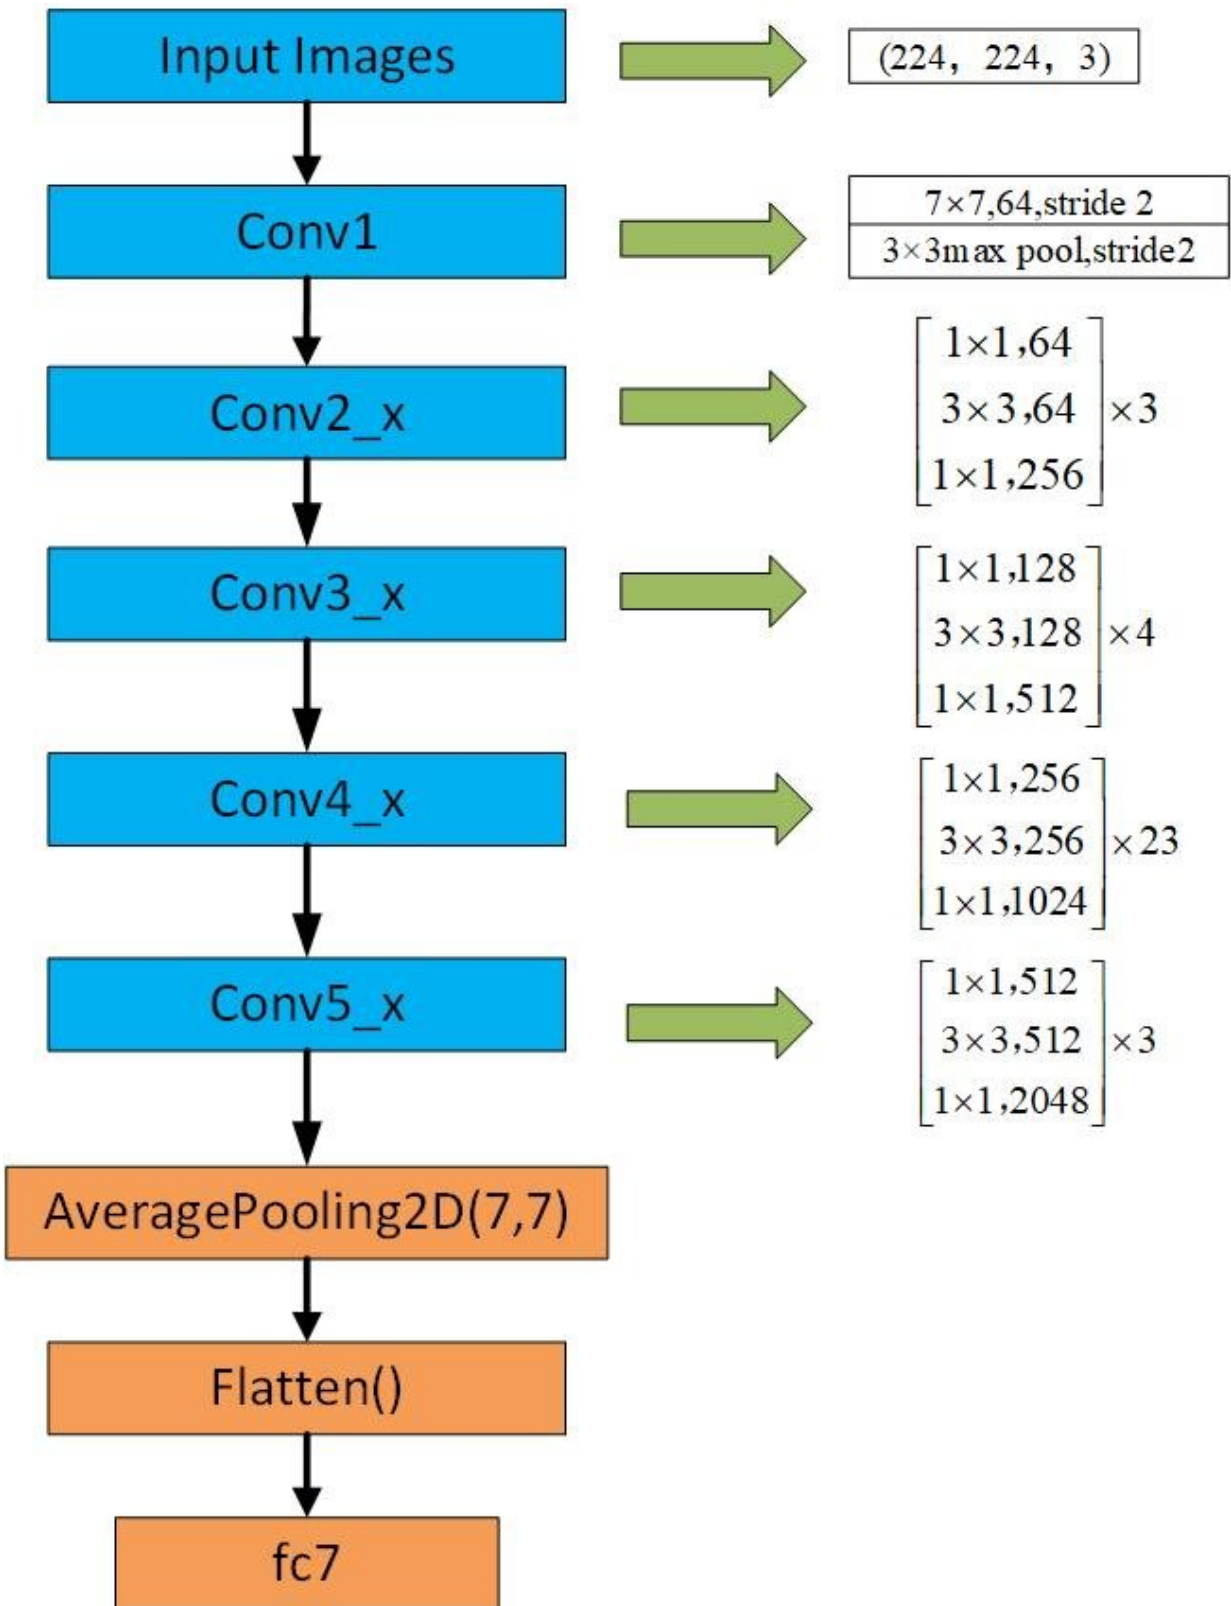 Input Images
(224, 224, 3)
Conv1
7×7,64,stride 2
3×3max pool,stride2
Conv2_x
1×1,64
3×3,64
1×1,256
×3
Conv3_x
1×1,128
3×3,128
1×1,512
×4
Conv4_x
1×1,256
3×3,256
1×1,1024
×23
Conv5_x
1×1,512
3×3,512
1×1,2048
×3
AveragePooling2D(7,7)
Flatten()
fc7